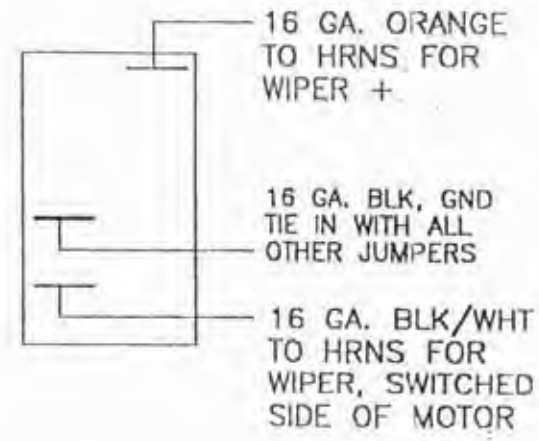 16 GA. ORANGE
TO HRNS FOR
WIPER +
16 GA. BLK, GND
TIE IN WITH ALL
OTHER JUMPERS
16 GA. BLK/WHT
TO HRNS FOR
WIPER, SWITCHED
SIDE OF MOTOR